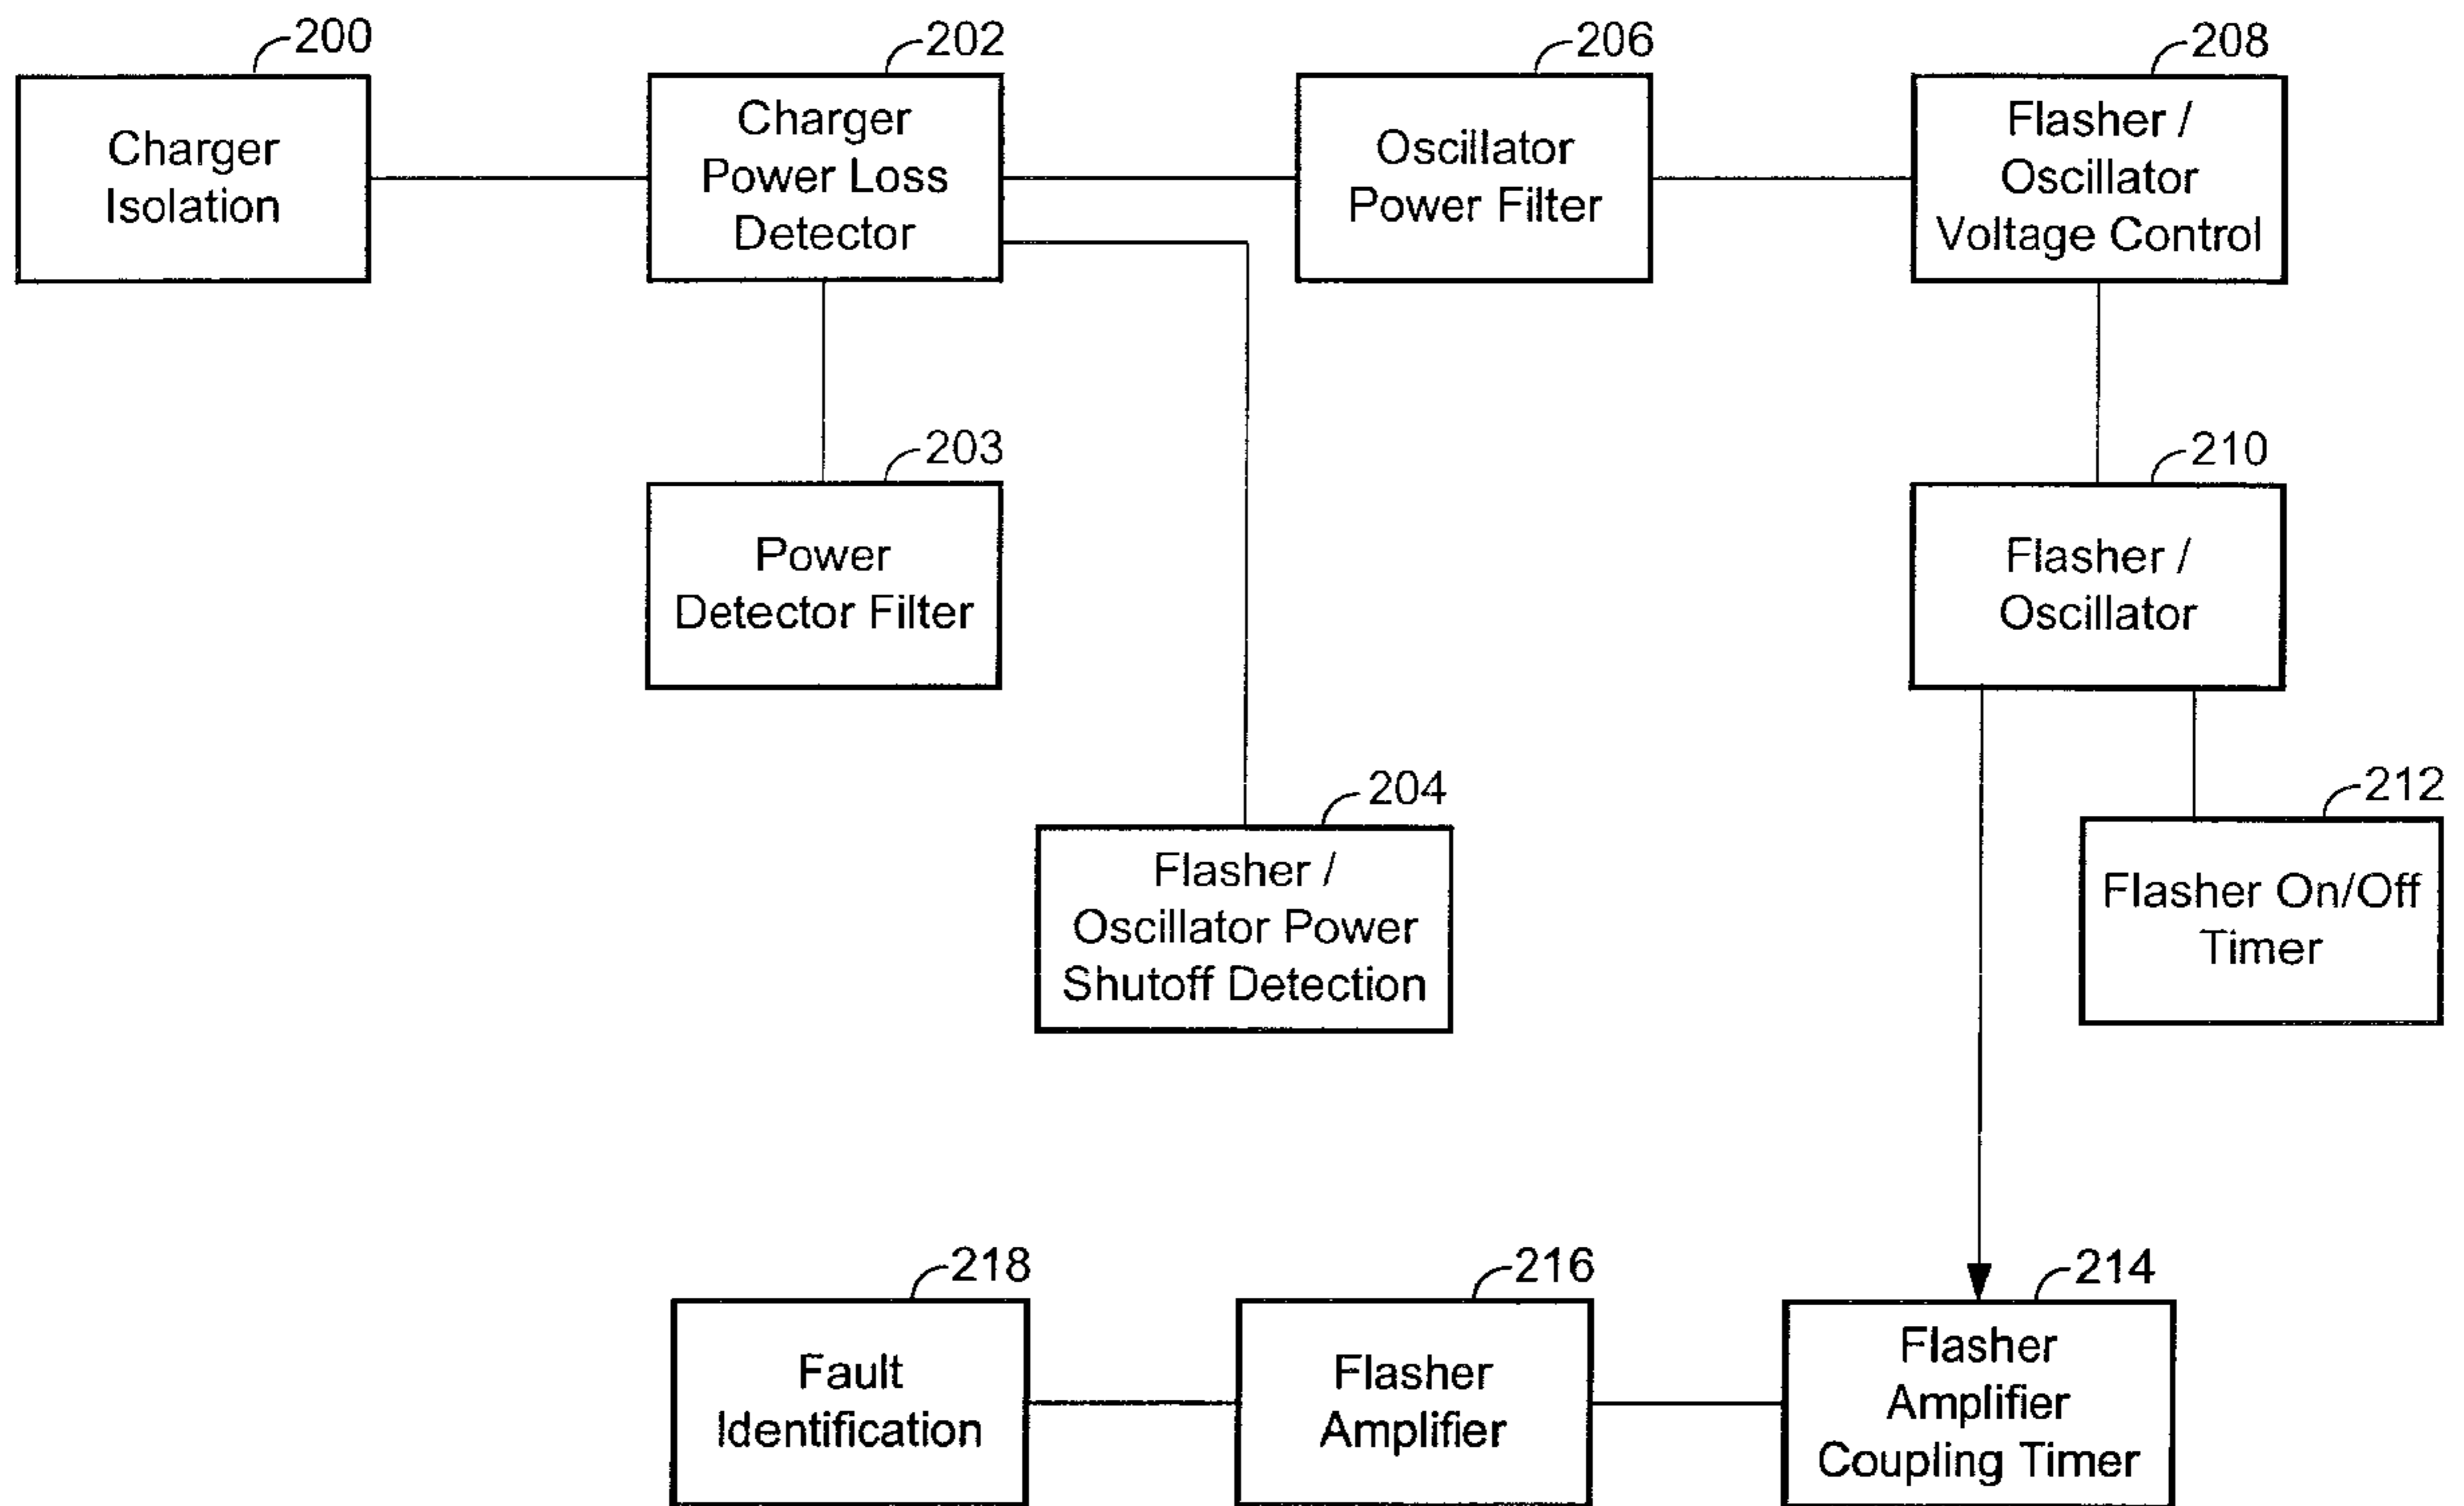 200
Charger
Isolation
202
Charger
Power Loss
Detector
206
Oscillator
Power Filter
208
Flasher /
Oscillator
Voltage Control
203
Power
Detector Filter
210
Flasher /
Oscillator
204
Flasher /
Oscillator Power
Shutoff Detection
212
Flasher On/Off
Timer
218
Fault
Identification
216
Flasher
Amplifier
214
Flasher
Amplifier
Coupling Timer